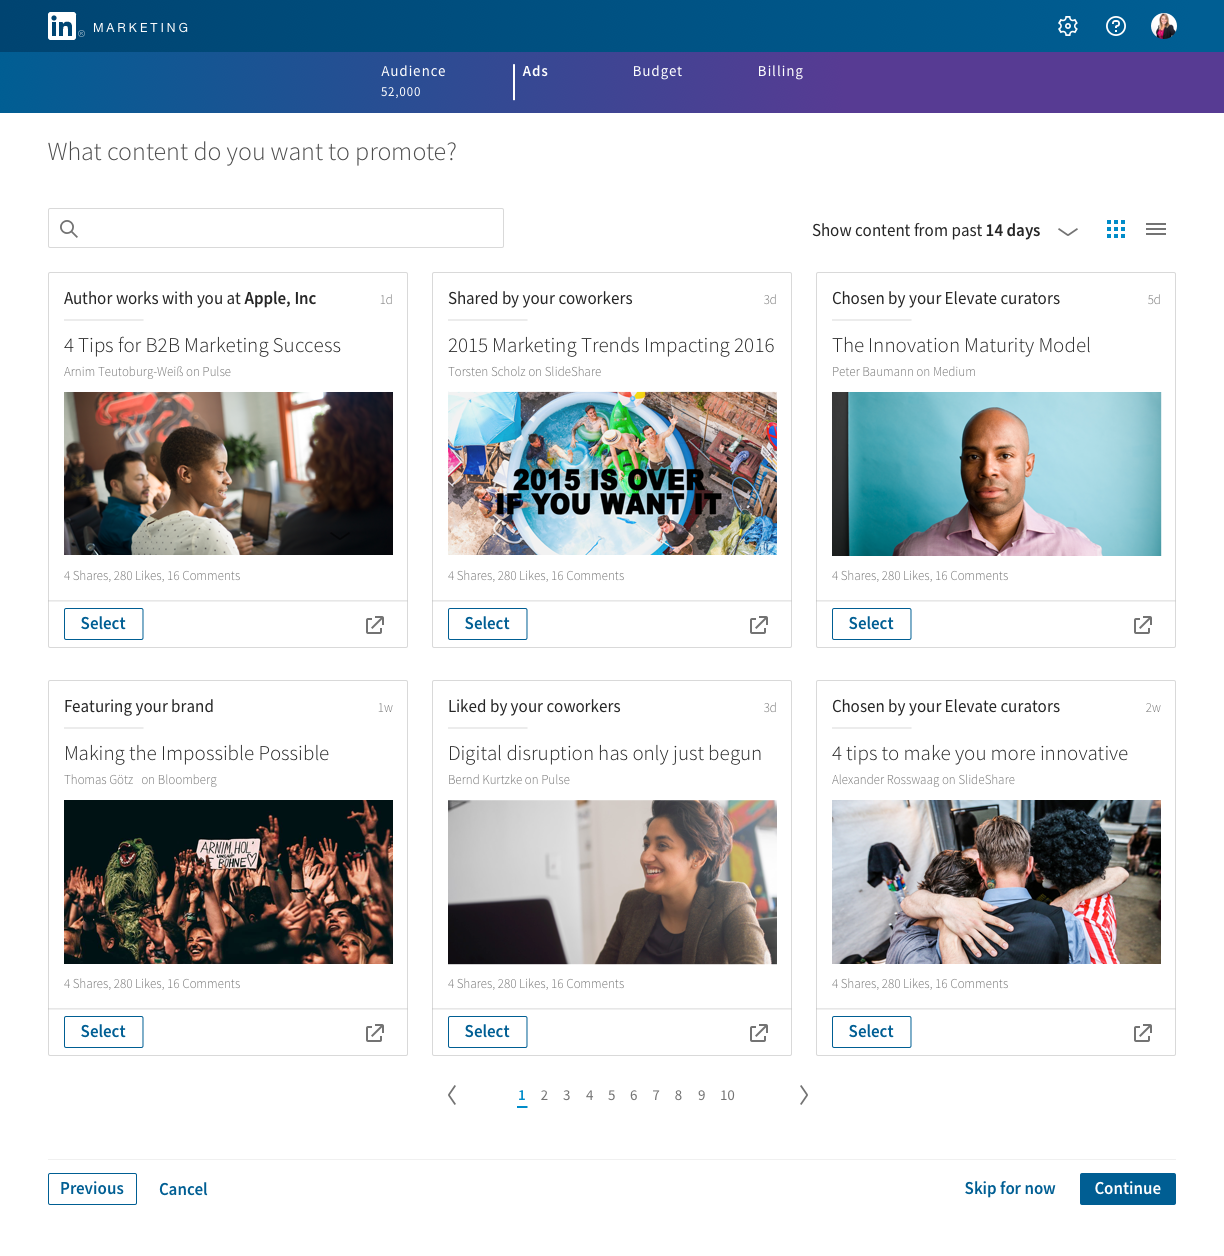 in® MARKETING
Audience
52,000
Ads
Budget
Billing
What content do you want to promote?
Show content from past 14 days
Author works with you at Apple, Inc
1d
4 Tips for B2B Marketing Success
Arnim Teutoburg-Weiß on Pulse
4 Shares, 280 Likes, 16 Comments
Select
Shared by your coworkers
3d
2015 Marketing Trends Impacting 2016
Torsten Scholz on SlideShare
2015 IS OVER
IF YOU WANT IT
4 Shares, 280 Likes, 16 Comments
Select
Chosen by your Elevate curators
5d
The Innovation Maturity Model
Peter Baumann on Medium
4 Shares, 280 Likes, 16 Comments
Select
Featuring your brand
1w
Making the Impossible Possible
Thomas Götz on Bloomberg
ARNIM, HOL'
BÜHNE
4 Shares, 280 Likes, 16 Comments
Select
Liked by your coworkers
3d
Digital disruption has only just begun
Bernd Kurtzke on Pulse
4 Shares, 280 Likes, 16 Comments
Select
Chosen by your Elevate curators
2w
4 tips to make you more innovative
Alexander Rosswaag on SlideShare
4 Shares, 280 Likes, 16 Comments
Select
1 2 3 4 5 6 7 8 9 10
Previous
Cancel
Skip for now
Continue